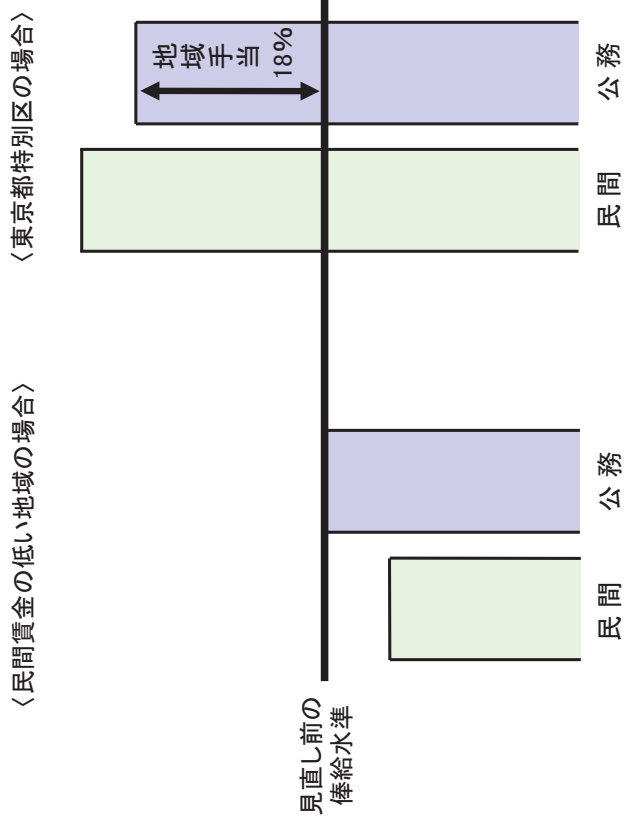 〈民間賃金の低い地域の場合〉
〈東京都特別区の場合〉
地域手当
18%
見直し前の
俸給水準
民間
公務
民間
公務